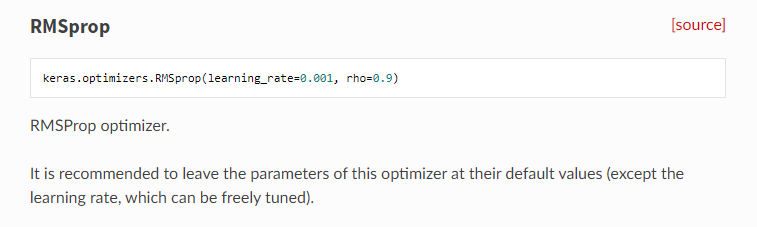 RMSprop [source]
keras.optimizers.RMSprop(learning_rate=0.001, rho=0.9)
RMSProp optimizer.
It is recommended to leave the parameters of this optimizer at their default values (except the
learning rate, which can be freely tuned).